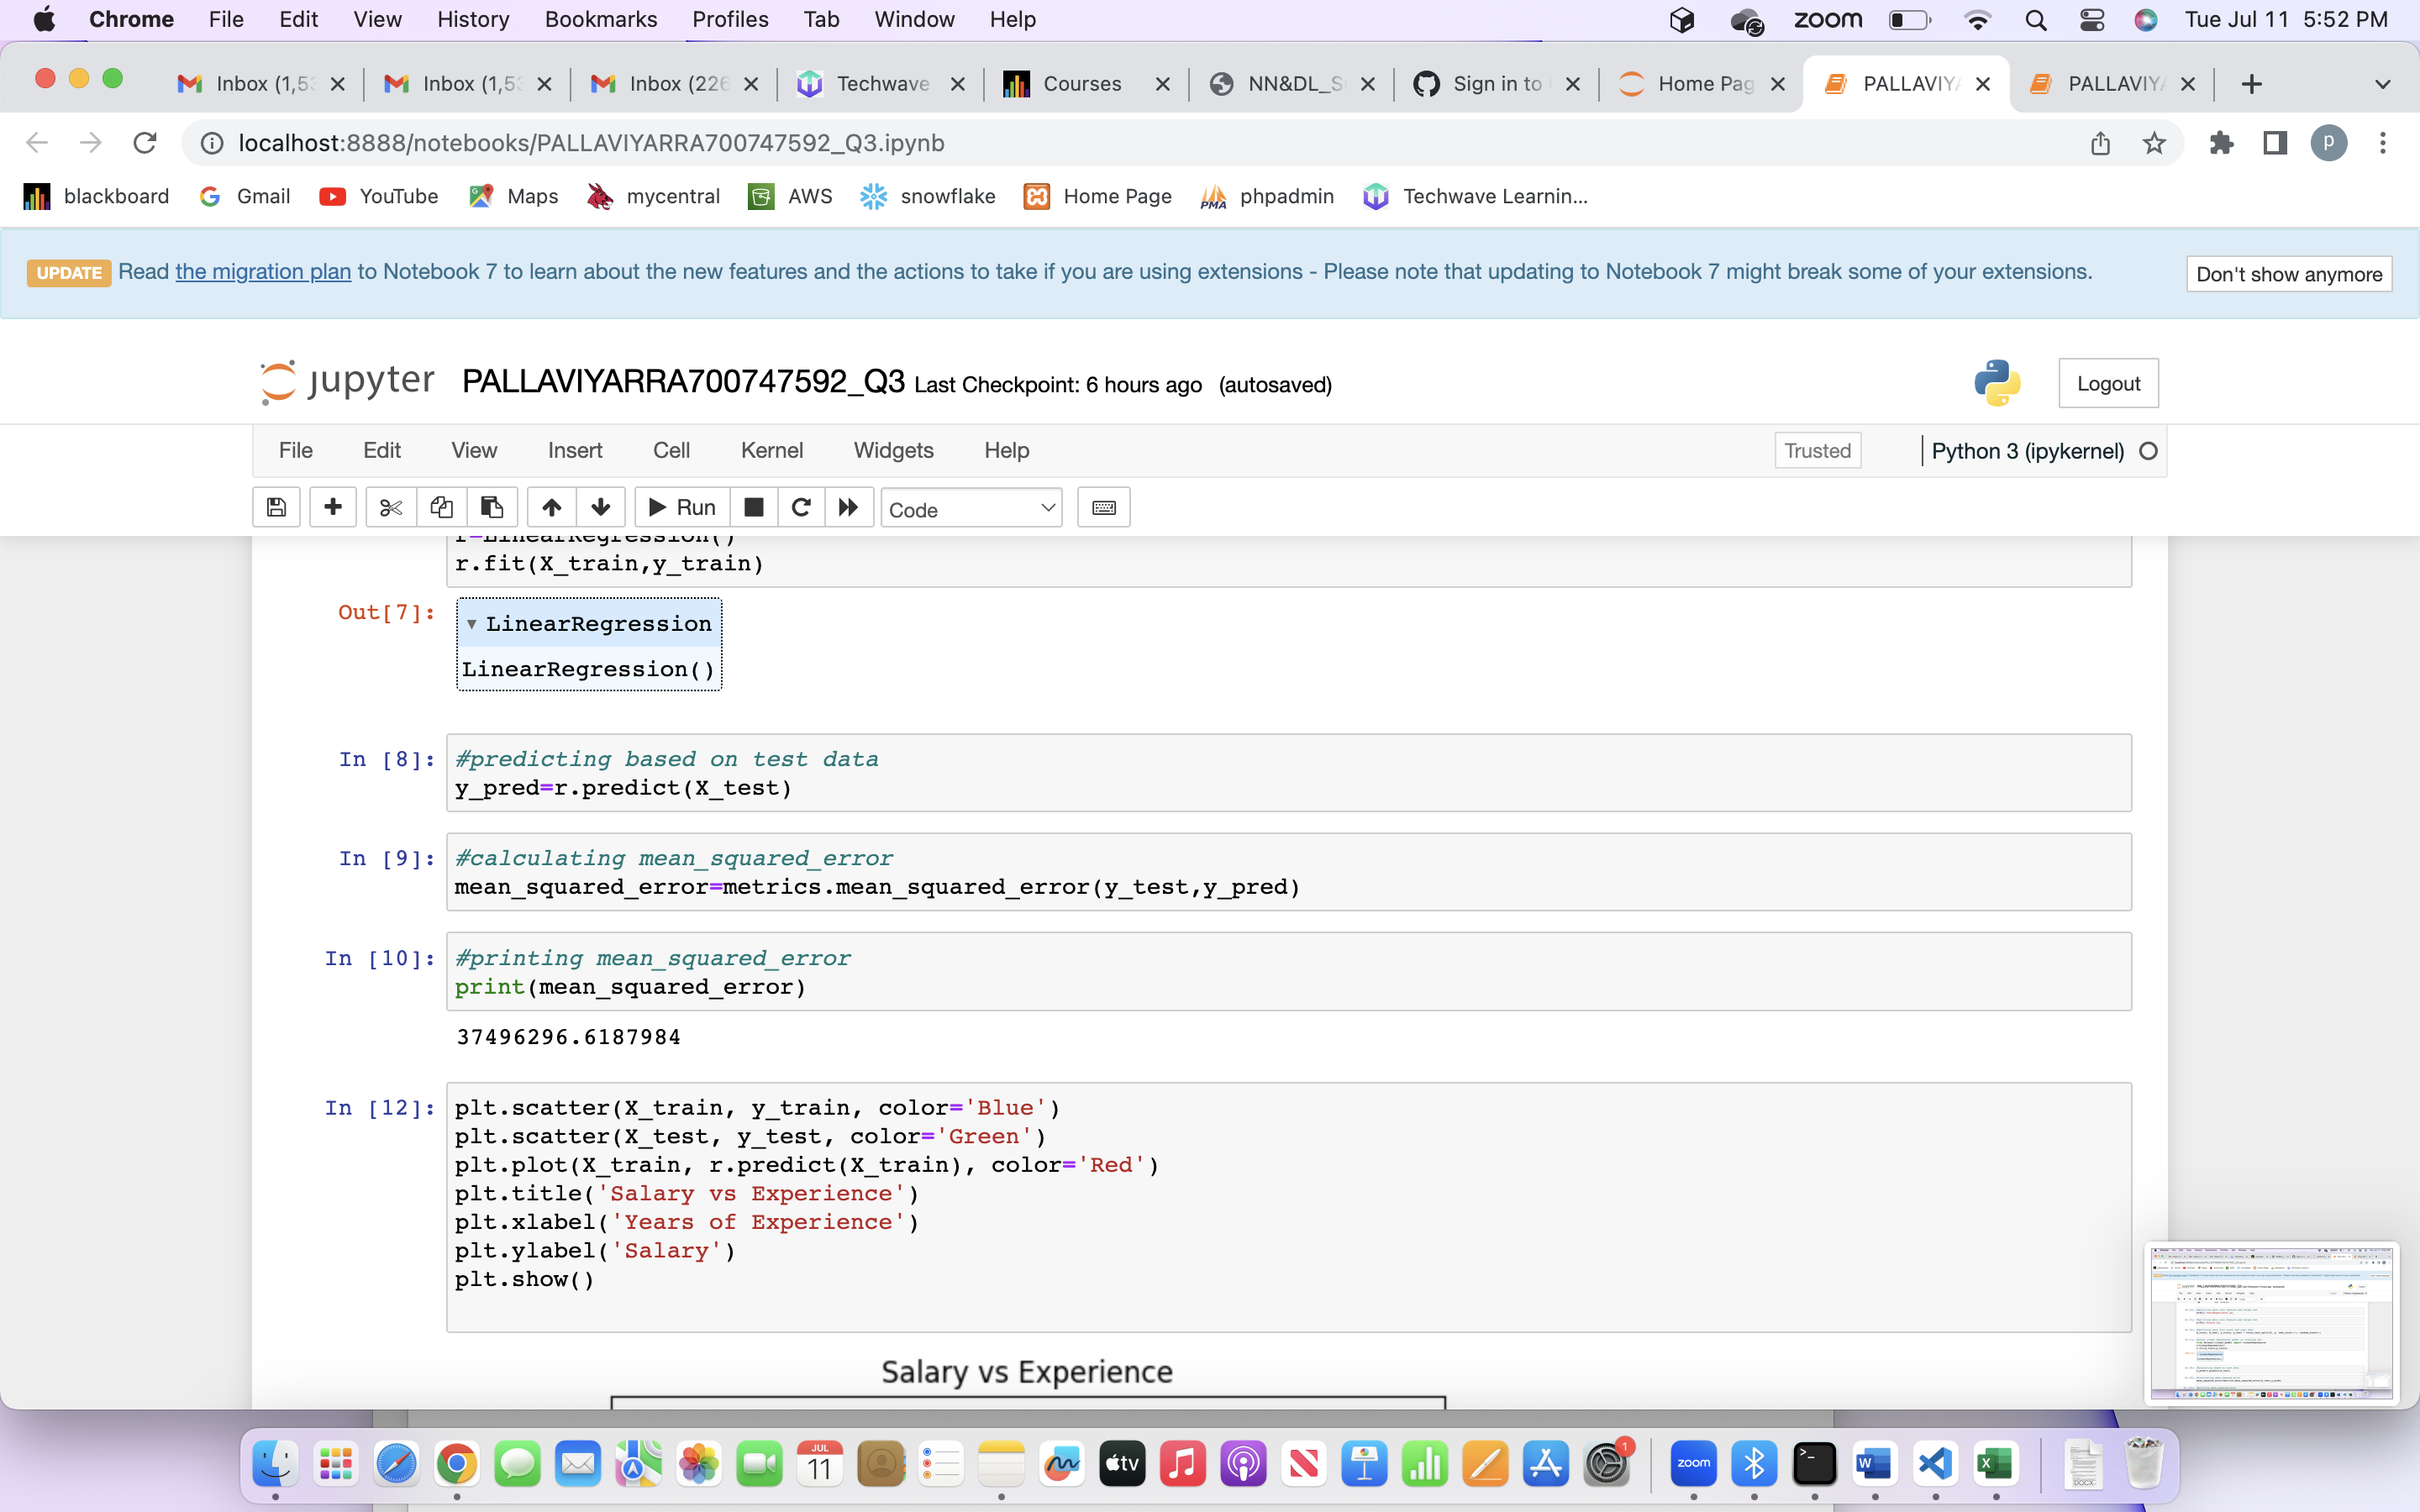 Chrome File Edit View History Bookmarks Profiles Tab Window Help zoom Tue Jul 11 5:52 PM
Inbox (1,53 Inbox (1,53 Inbox (226 Techwave Courses NN&DL_S Sign in to Home Pag PALLAVIYA PALLAVIYA
localhost:8888/notebooks/PALLAVIYARRA700747592_Q3.ipynb p
blackboard Gmail YouTube Maps mycentral AWS snowflake Home Page PMA phpadmin Techwave Learnin...
UPDATE Read the migration plan to Notebook 7 to learn about the new features and the actions to take if you are using extensions - Please note that updating to Notebook 7 might break some of your extensions. Don't show anymore
jupyter PALLAVIYARRA700747592_Q3 Last Checkpoint: 6 hours ago (autosaved) Logout
File Edit View Insert Cell Kernel Widgets Help Trusted Python 3 (ipykernel)
Run Code
r=LinearRegression()
r.fit(X_train,y_train)
Out[7]: ▾ LinearRegression
LinearRegression()
In [8]: #predicting based on test data
y_pred=r.predict(X_test)
In [9]: #calculating mean_squared_error
mean_squared_error=metrics.mean_squared_error(y_test,y_pred)
In [10]: #printing mean_squared_error
print(mean_squared_error)
37496296.6187984
In [12]: plt.scatter(X_train, y_train, color='Blue')
plt.scatter(X_test, y_test, color='Green')
plt.plot(X_train, r.predict(X_train), color='Red')
plt.title('Salary vs Experience')
plt.xlabel('Years of Experience')
plt.ylabel('Salary')
plt.show()
Salary vs Experience
JUL
11 tv 1 zoom W X DOCX